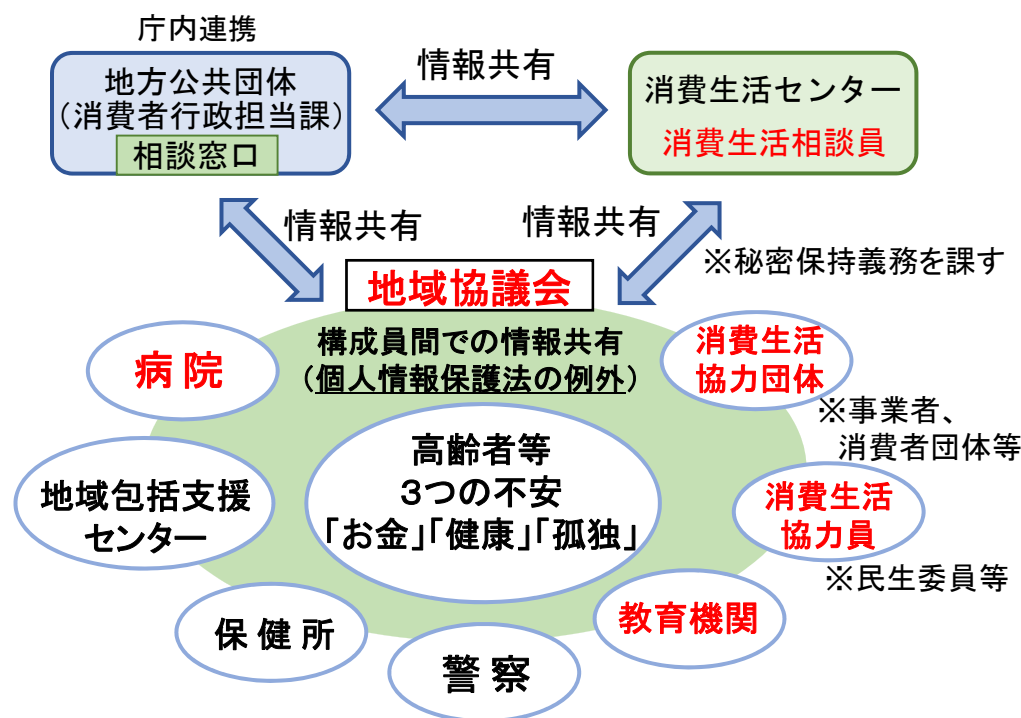 庁内連携
地方公共団体
(消費者行政担当課)
相談窓口
情報共有
消費生活センター
消費生活相談員
情報共有
情報共有
※秘密保持義務を課す
地域協議会
構成員間での情報共有
(個人情報保護法の例外)
病 院
消費生活
協力団体
※事業者、
消費者団体等
高齢者等
3つの不安
「お金」「健康」「孤独」
地域包括支援
センター
消費生活
協力員
※民生委員等
保 健 所
教育機関
警 察